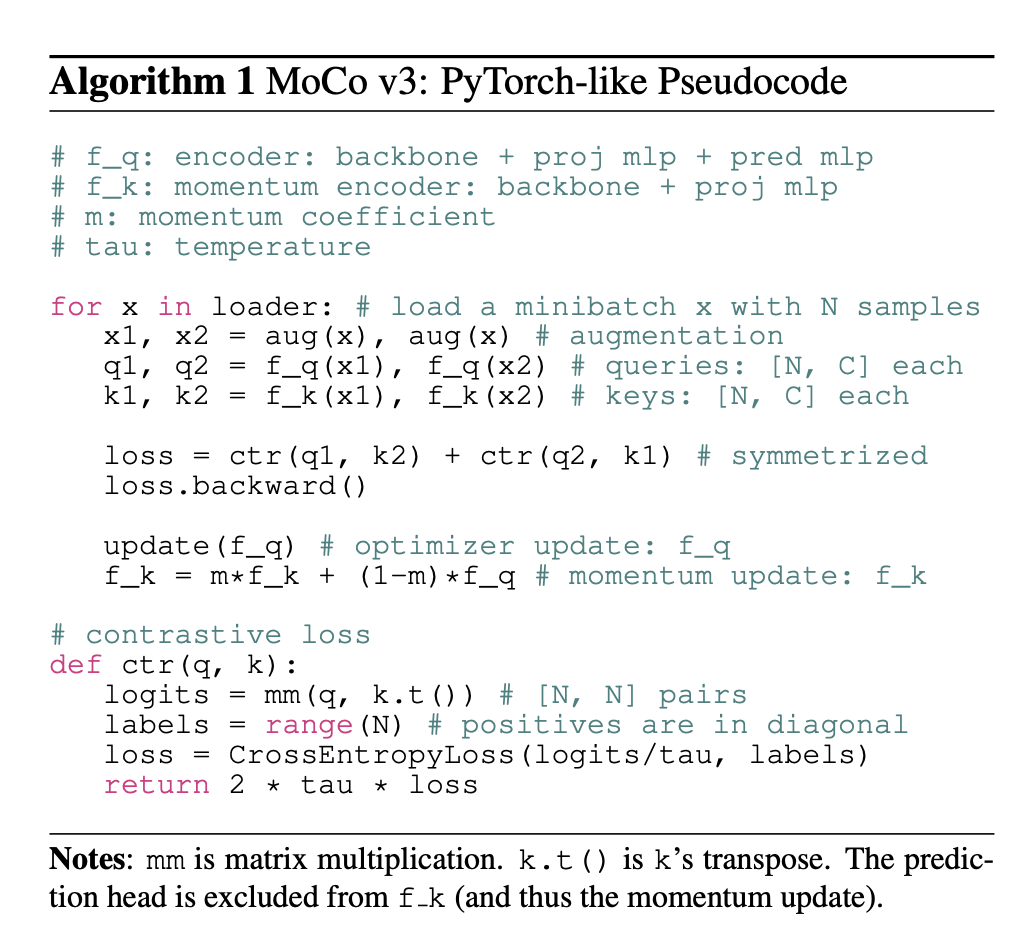 Algorithm 1 MoCo v3: PyTorch-like Pseudocode
# f_q: encoder: backbone + proj mlp + pred mlp
# f_k: momentum encoder: backbone + proj mlp
# m: momentum coefficient
# tau: temperature
for x in loader: # load a minibatch x with N samples
x1, x2 = aug(x), aug(x) # augmentation
q1, q2 = f_q(x1), f_q(x2) # queries: [N, C] each
k1, k2 = f_k(x1), f_k(x2) # keys: [N, C] each
loss = ctr(q1, k2) + ctr(q2, k1) # symmetrized
loss.backward()
update(f_q) # optimizer update: f_q
f_k = m*f_k + (1-m)*f_q # momentum update: f_k
# contrastive loss
def ctr(q, k):
logits = mm(q, k.t()) # [N, N] pairs
labels = range(N) # positives are in diagonal
loss = CrossEntropyLoss(logits/tau, labels)
return 2 * tau * loss
Notes: mm is matrix multiplication. k.t() is k's transpose. The predic-
tion head is excluded from f_k (and thus the momentum update).